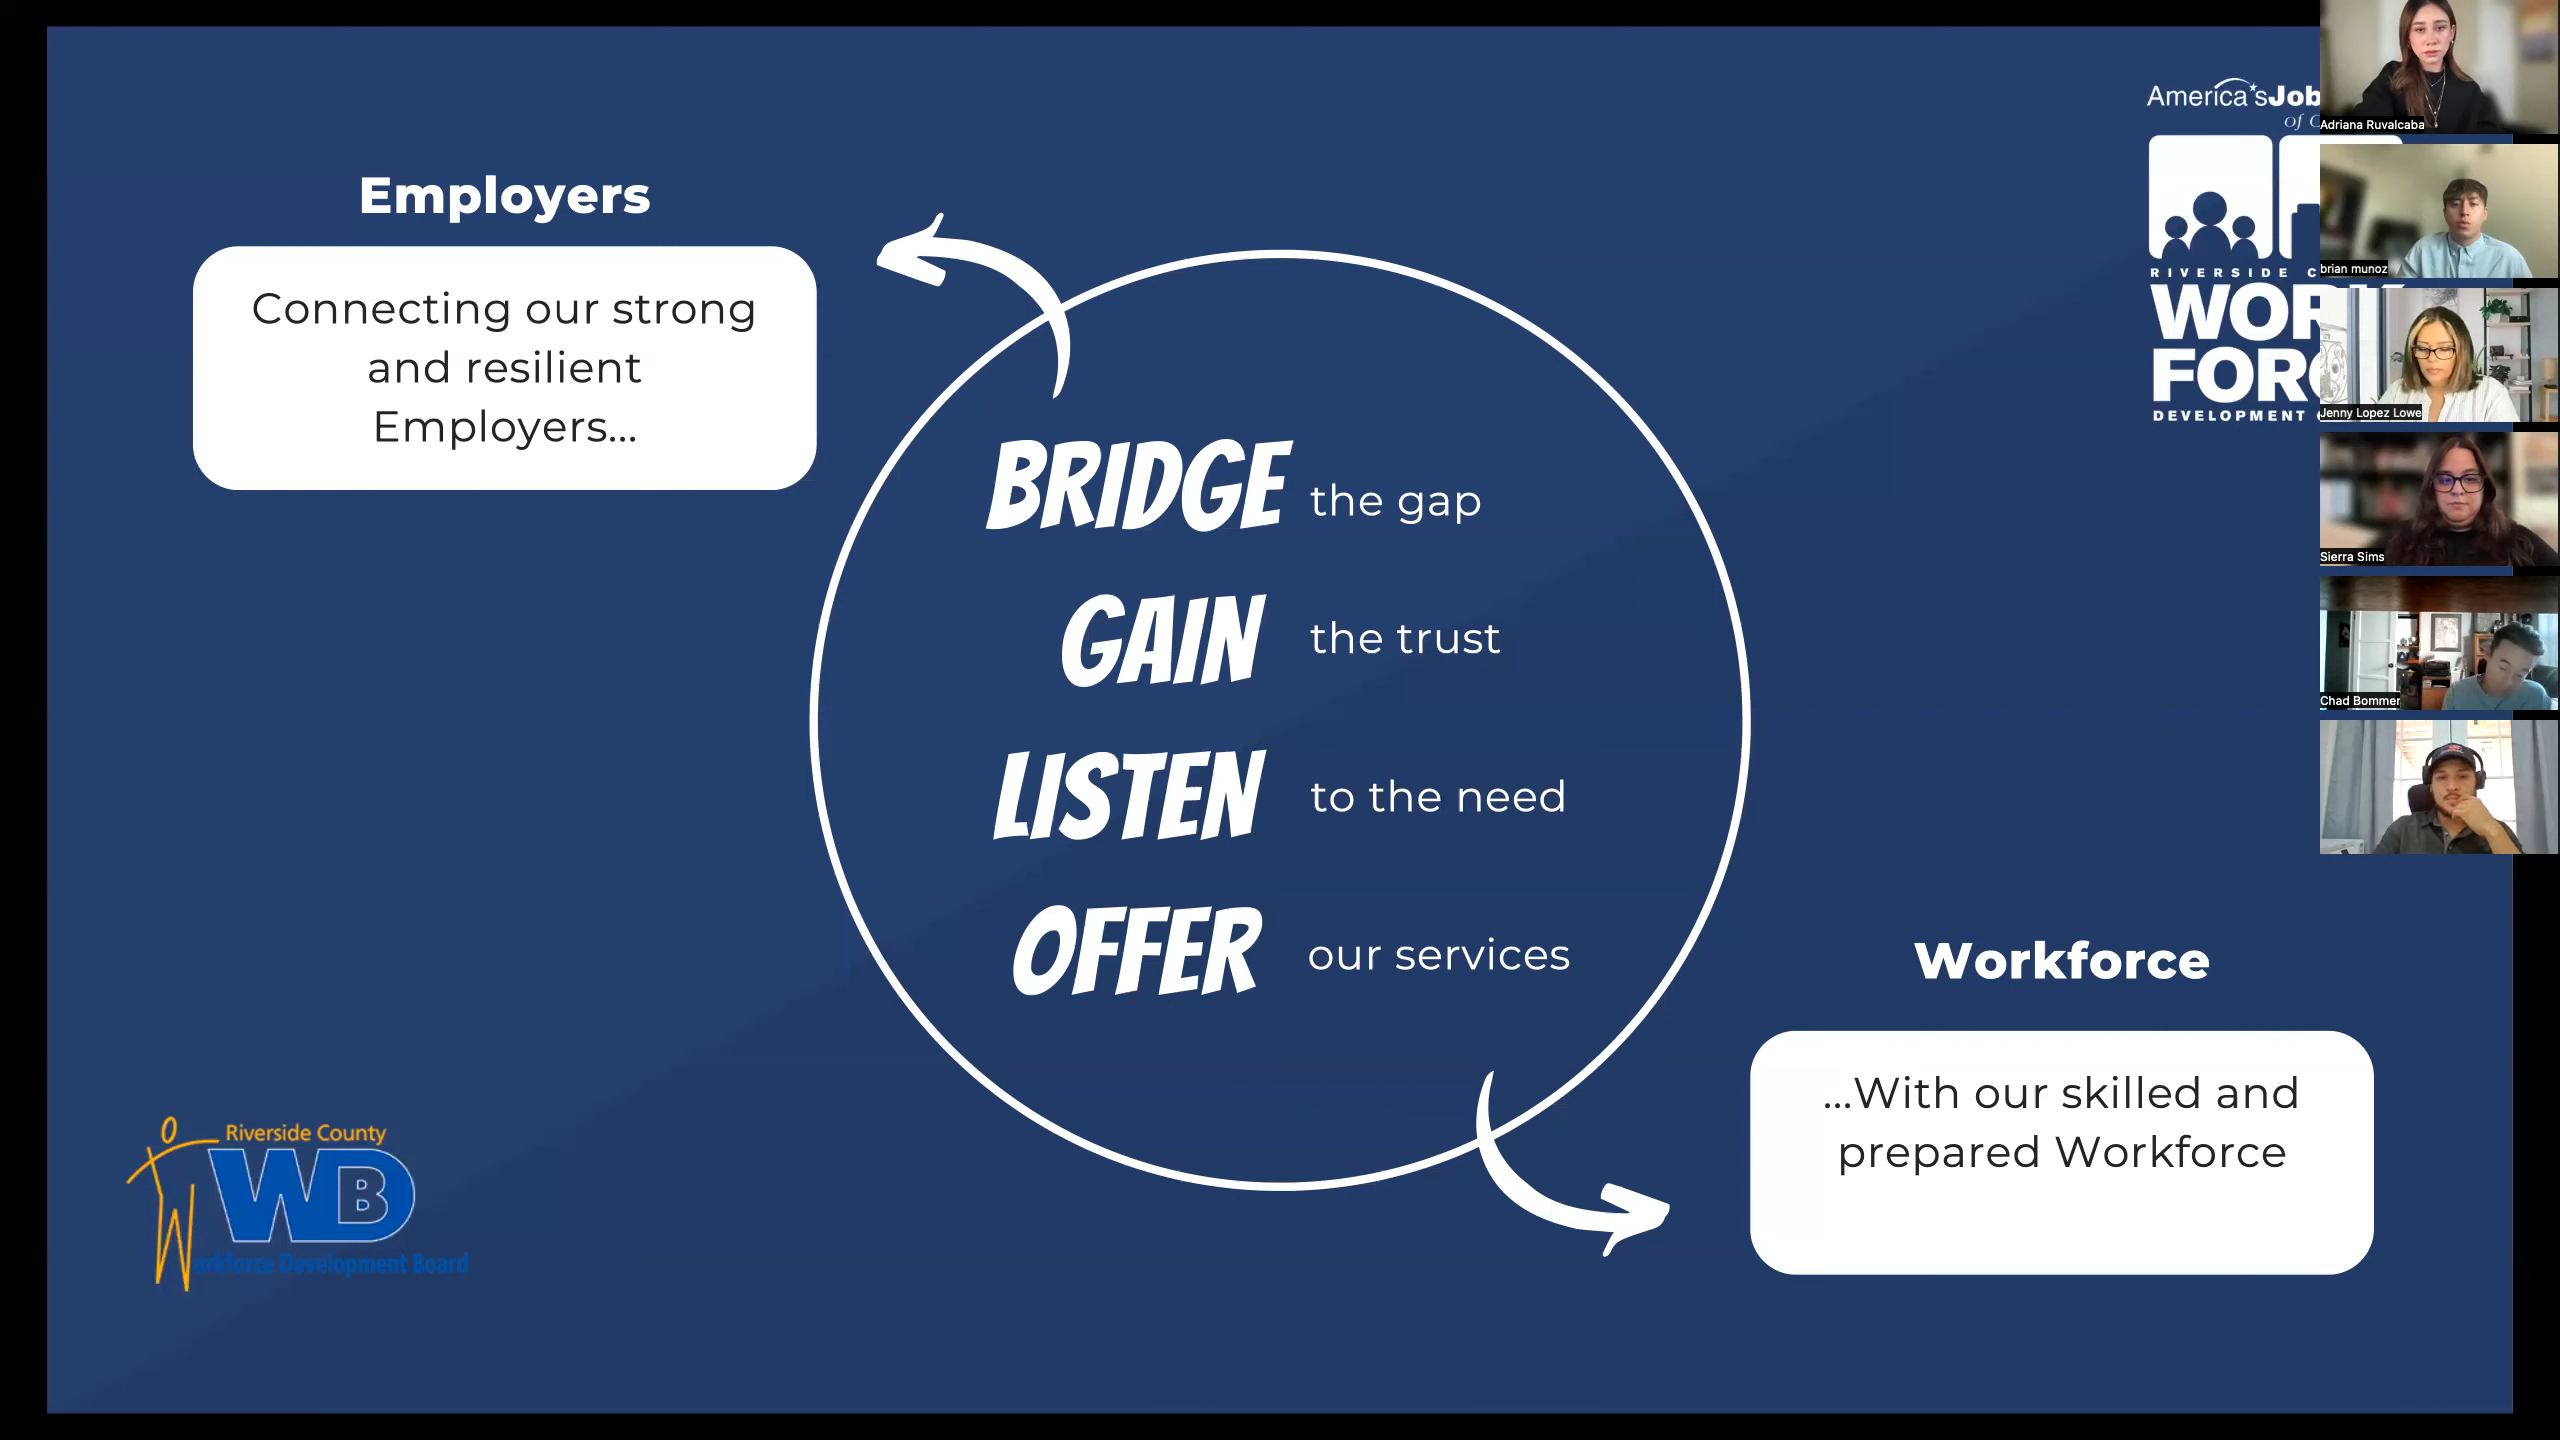 Employers
Connecting our strong
and resilient
Employers...
BRIDGE the gap
GAIN the trust
LISTEN to the need
OFFER our services
Workforce
...With our skilled and
prepared Workforce
Riverside County
WDB
Workforce Development Board
America's Job
of C
RIVERSIDE C
WOR
FOR
DEVELOPMENT
Adriana Ruvalcaba
brian munoz
Jenny Lopez Lowe
Sierra Sims
Chad Bommer